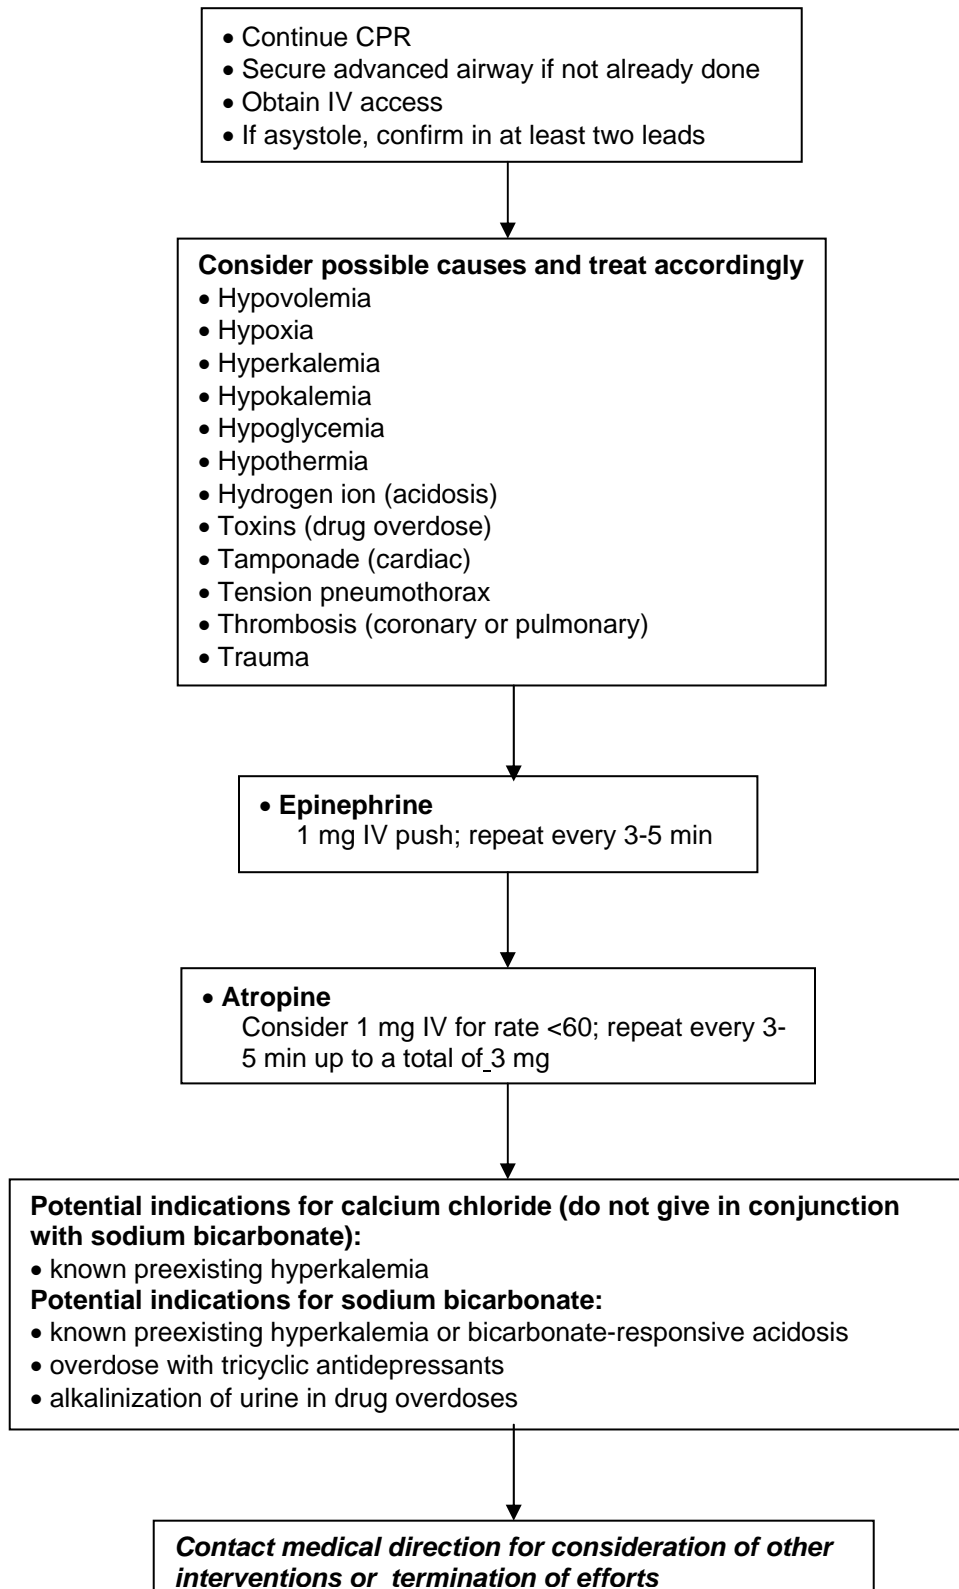 • Continue CPR
• Secure advanced airway if not already done
• Obtain IV access
• If asystole, confirm in at least two leads
Consider possible causes and treat accordingly
• Hypovolemia
• Hypoxia
• Hyperkalemia
• Hypokalemia
• Hypoglycemia
• Hypothermia
• Hydrogen ion (acidosis)
• Toxins (drug overdose)
• Tamponade (cardiac)
• Tension pneumothorax
• Thrombosis (coronary or pulmonary)
• Trauma
• Epinephrine
1 mg IV push; repeat every 3-5 min
• Atropine
Consider 1 mg IV for rate <60; repeat every 3-
5 min up to a total of 3 mg
Potential indications for calcium chloride (do not give in conjunction
with sodium bicarbonate):
• known preexisting hyperkalemia
Potential indications for sodium bicarbonate:
• known preexisting hyperkalemia or bicarbonate-responsive acidosis
• overdose with tricyclic antidepressants
• alkalinization of urine in drug overdoses
Contact medical direction for consideration of other
interventions or termination of efforts